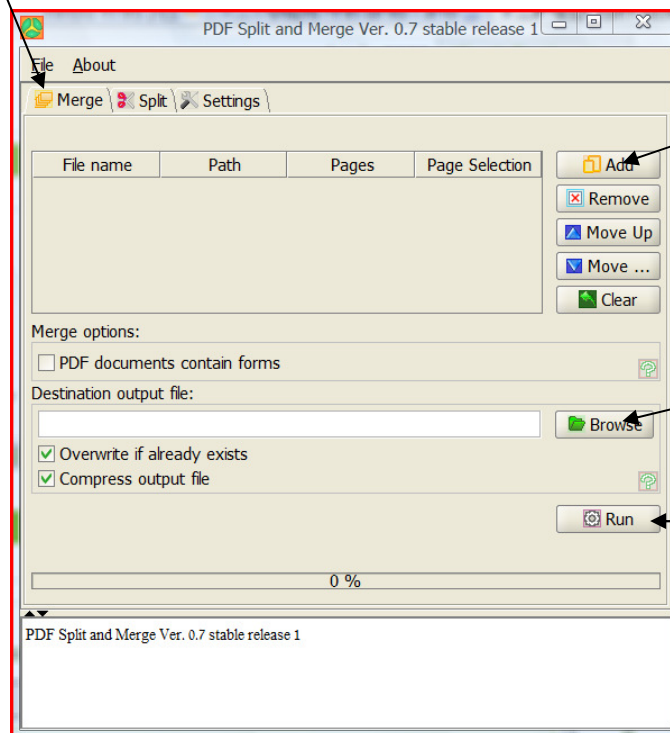 PDF Split and Merge Ver. 0.7 stable release 1
File About
Merge Split Settings
File name Path Pages Page Selection
Add
Remove
Move Up
Move ...
Clear
Merge options:
PDF documents contain forms
Destination output file:
Browse
Overwrite if already exists
Compress output file
Run
0 %
PDF Split and Merge Ver. 0.7 stable release 1